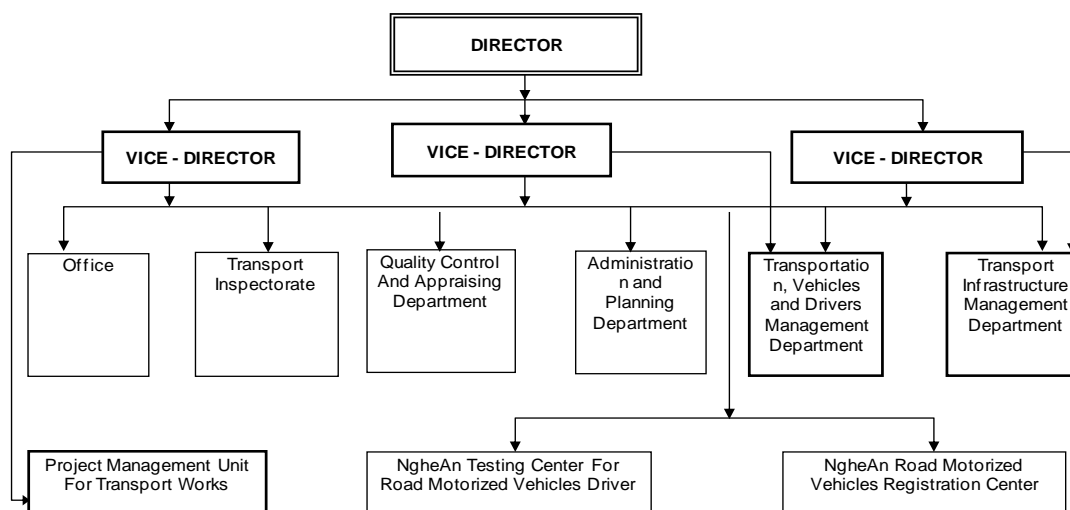 DIRECTOR
VICE - DIRECTOR
VICE - DIRECTOR
VICE - DIRECTOR
Office
Transport
Inspectorate
Quality Control
And Appraising
Department
Administratio
n and
Planning
Department
Transportatio
n, Vehicles
and Drivers
Management
Department
Transport
Infrastructure
Management
Department
Project Management Unit
For Transport Works
NgheAn Testing Center For
Road Motorized Vehicles Driver
NgheAn Road Motorized
Vehicles Registration Center